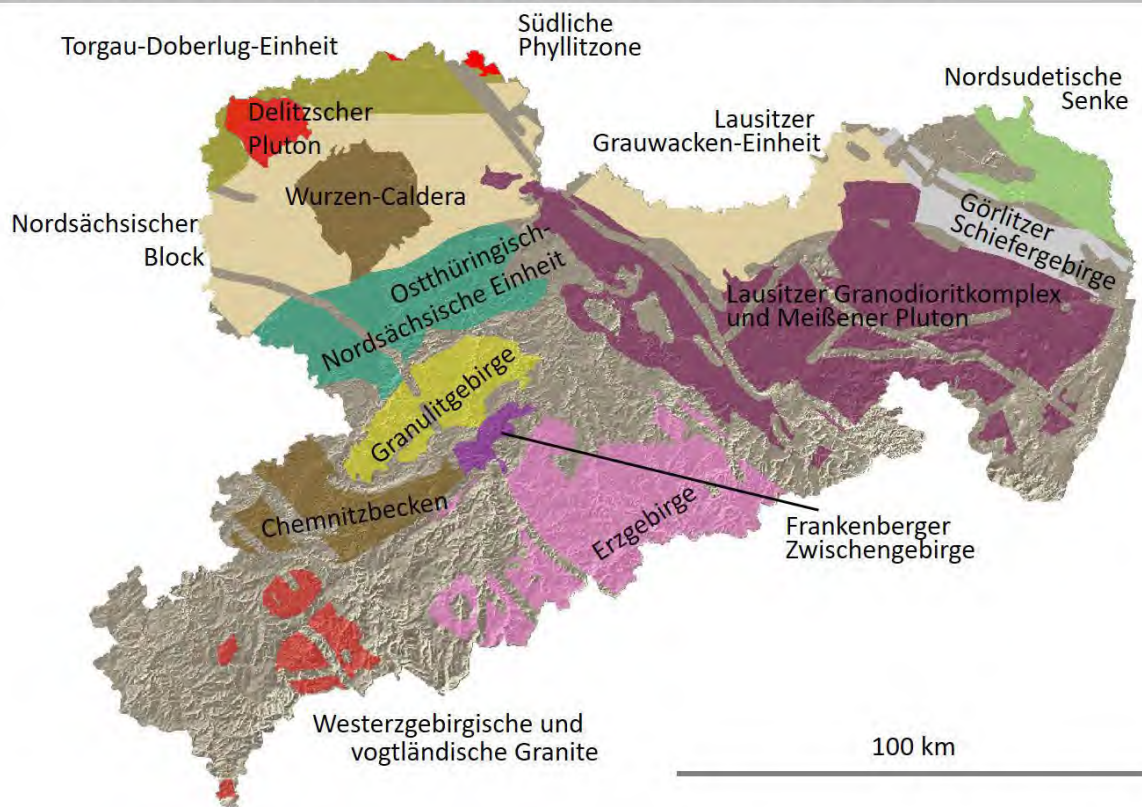 Südliche
Phyllitzone
Torgau-Doberlug-Einheit
Nordsudetische
Senke
Delitzscher
Pluton
Lausitzer
Grauwacken-Einheit
Wurzen-Caldera
Nordsächsischer
Block
Görlitzer
Schiefergebirge
Ostthüringisch-
Nordsächsische Einheit
Lausitzer Granodioritkomplex
und Meißener Pluton
Granulitgebirge
Chemnitzbecken
Erzgebirge
Frankenberger
Zwischengebirge
Westerzgebirgische und
vogtländische Granite
100 km